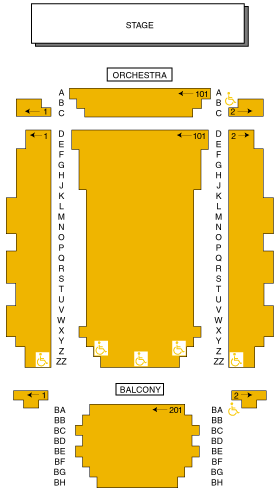 STAGE
ORCHESTRA
A 101 A
B B
1 C C 2
1 D 101 D 2
E E
F F
G G
H H
J J
K K
L L
M M
N N
O O
P P
Q Q
R R
S S
T T
U U
V V
W W
X X
Y Y
Z Z
ZZ ZZ
BALCONY
1 2
BA 201 BA
BB BB
BC BC
BD BD
BE BE
BF BF
BG BG
BH BH